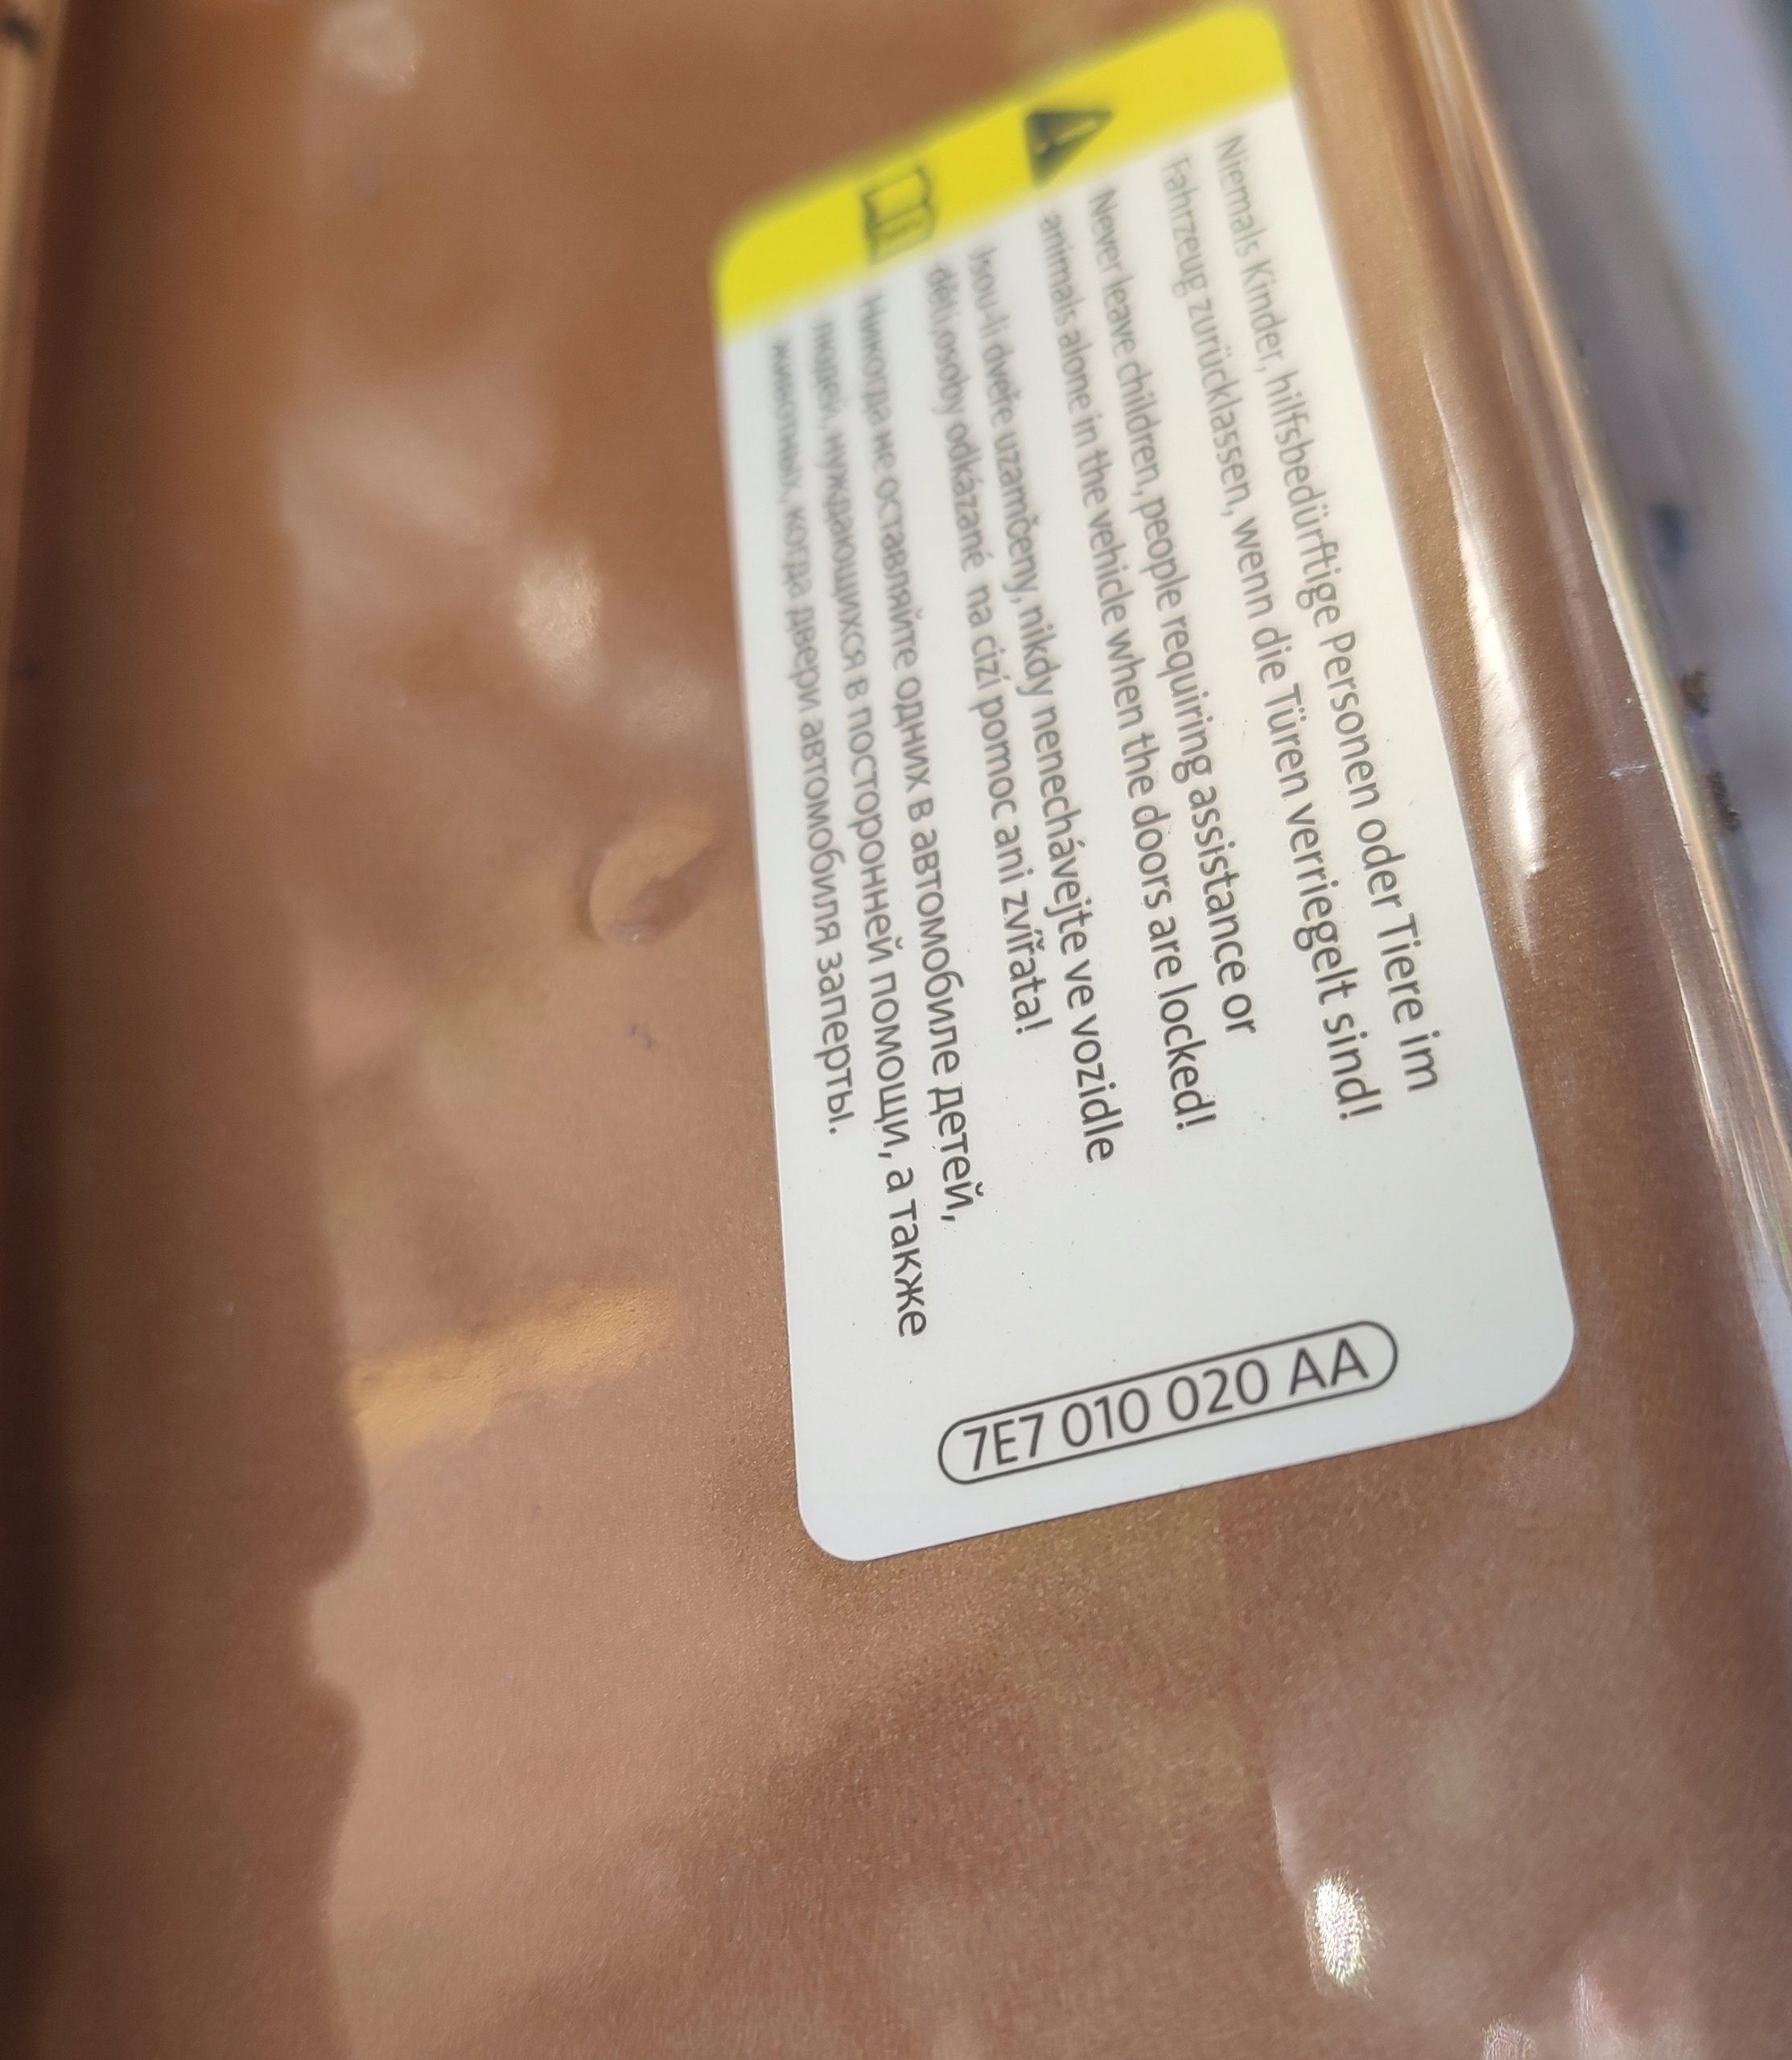 Niemals Kinder, hilfsbedürftige Personen oder Tiere im
Fahrzeug zurücklassen, wenn die Türen verriegelt sind!
Never leave children, people requiring assistance or
animals alone in the vehicle when the doors are locked!
Jsou-li dveře uzamčeny, nikdy nenechávejte ve vozidle
děti, osoby odkázané na cizí pomoc ani zvířata!
Никогда не оставляйте одних в автомобиле детей,
людей, нуждающихся в посторонней помощи, а также
животных, когда двери автомобиля заперты.
7E7 010 020 AA